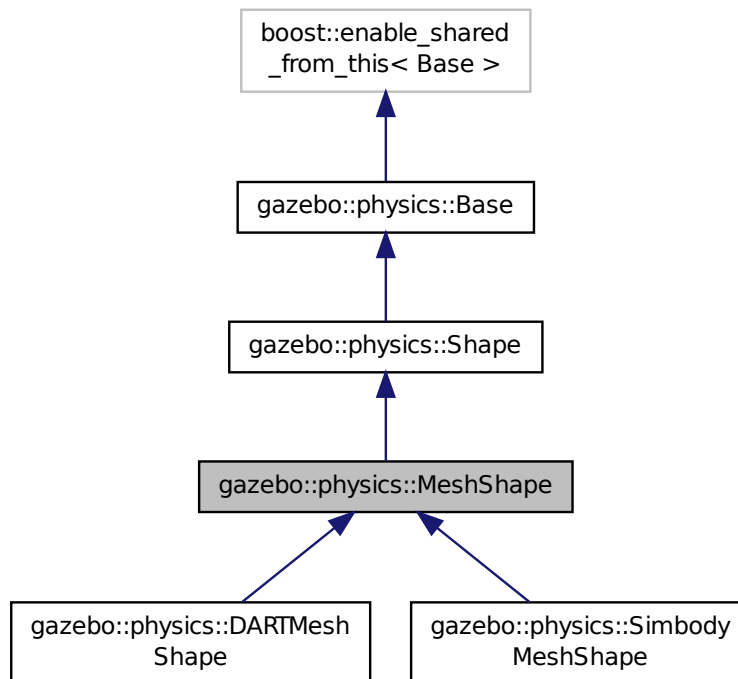 boost::enable_shared
_from_this< Base >
gazebo::physics::Base
gazebo::physics::Shape
gazebo::physics::MeshShape
gazebo::physics::DARTMesh
Shape
gazebo::physics::Simbody
MeshShape